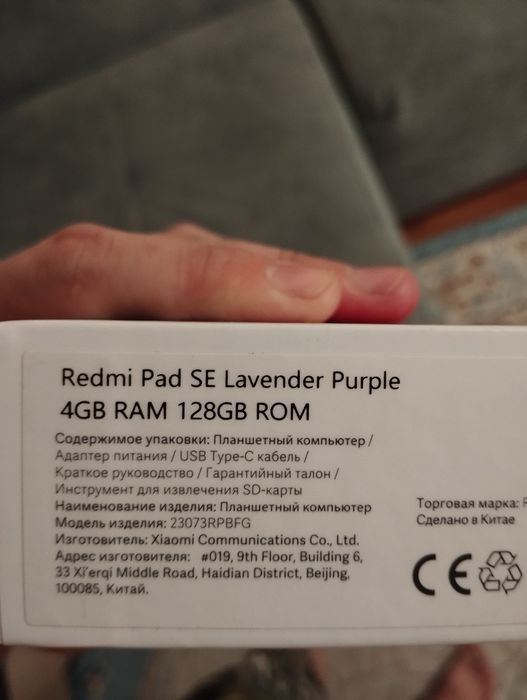 Redmi Pad SE Lavender Purple
4GB RAM 128GB ROM
Содержимое упаковки: Планшетный компьютер /
Адаптер питания / USB Type-C кабель /
Краткое руководство / Гарантийный талон /
Инструмент для извлечения SD-карты
Наименование изделия: Планшетный компьютер
Модель изделия: 23073RPBFG
Изготовитель: Xiaomi Communications Co., Ltd.
Адрес изготовителя: #019, 9th Floor, Building 6,
33 Xi'erqi Middle Road, Haidian District, Beijing,
100085, Китай.
Торговая марка:
Сделано в Китае
CE